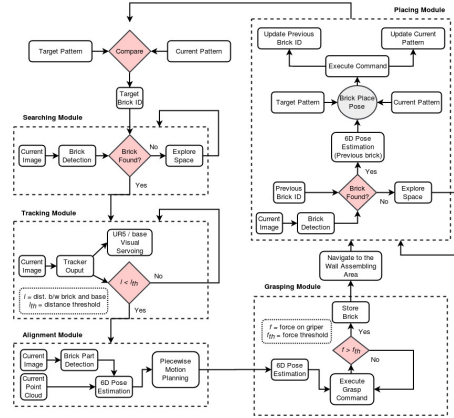 Target Pattern
Compare
Current Pattern
Target
Brick ID
Searching Module
Current
Image
Brick
Detection
Brick
Found?
No
Explore
Space
Yes
Tracking Module
Current
Image
Tracker
Ouput
UR5 / base
Visual
Servoing
l < lth
No
l = dist. b/w brick and base
lth = distance threshold
Yes
Alignment Module
Current
Image
Brick Part
Detection
Current
Point
Cloud
6D Pose
Estimation
Piecewise
Motion
Planning
Placing Module
Update Previous
Brick ID
Update Current
Pattern
Execute Command
Target Pattern
Brick Place
Pose
Current Pattern
6D Pose
Estimation
(Previous brick)
Yes
Previous
Brick ID
Brick
Found?
No
Explore
Space
Current
Image
Brick
Detection
Navigate to the
Wall Assembling
Area
Grasping Module
Store
Brick
f = force on griper
fth = force threshold
Yes
f > fth
No
6D Pose
Estimation
Execute
Grasp
Command